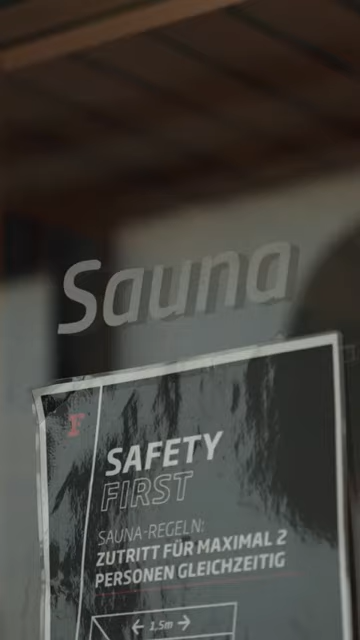 Sauna
F
SAFETY
FIRST
SAUNA-REGELN:
ZUTRITT FÜR MAXIMAL 2
PERSONEN GLEICHZEITIG
1,5m